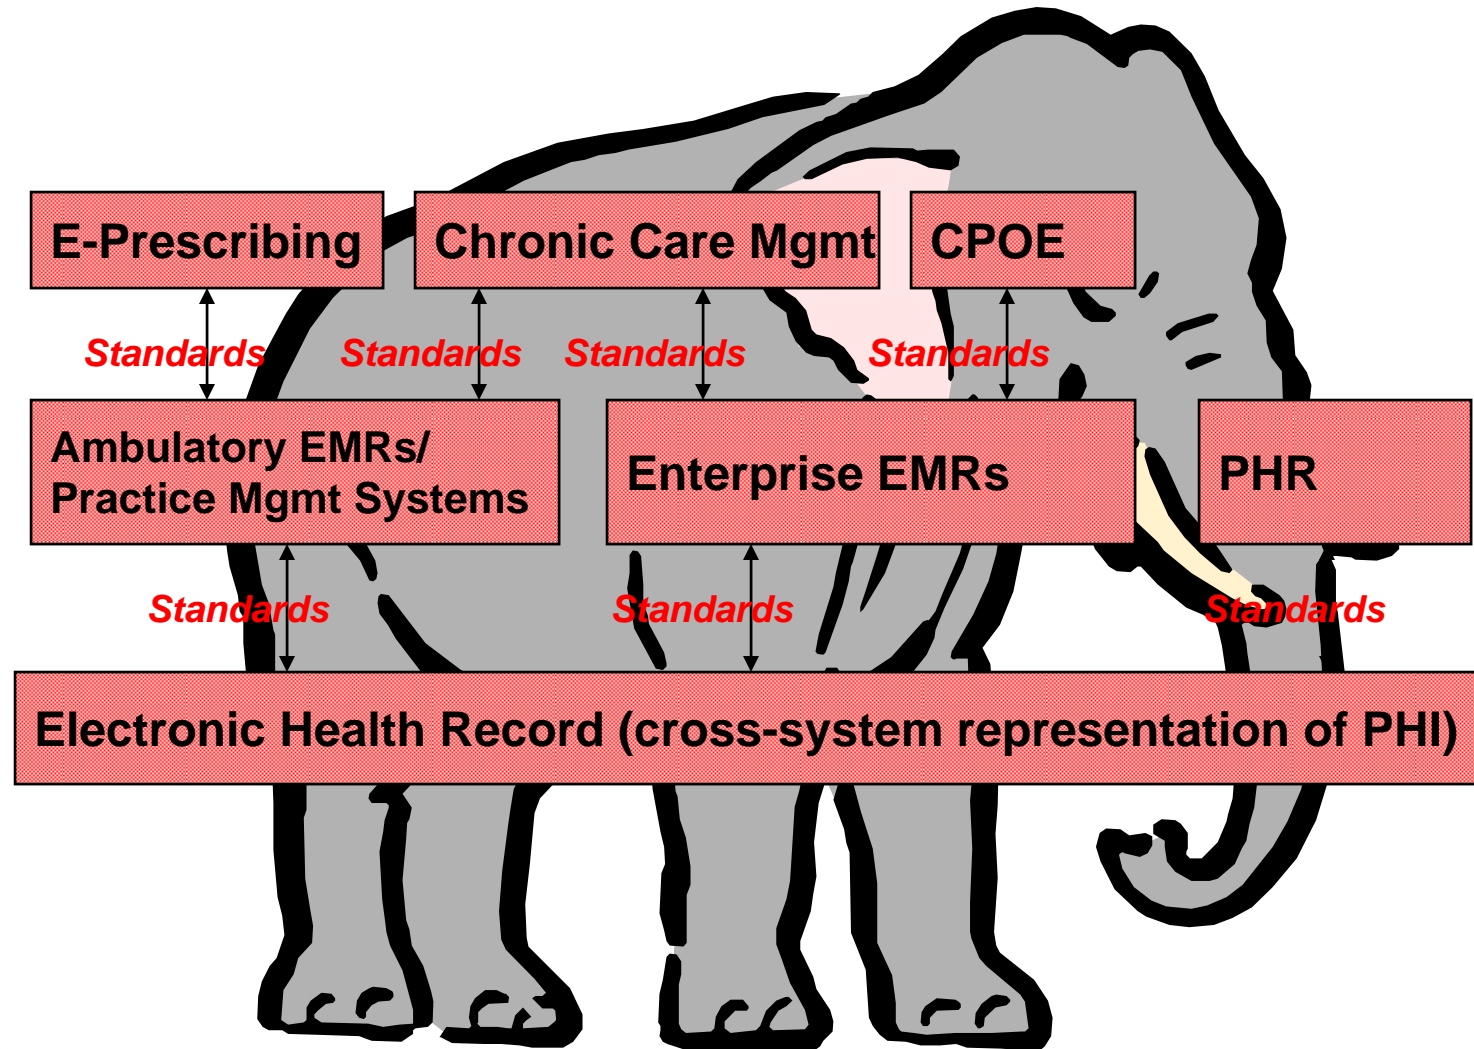 E-Prescribing
Chronic Care Mgmt
CPOE
Standards
Standards
Standards
Standards
Ambulatory EMRs/
Practice Mgmt Systems
Enterprise EMRs
PHR
Standards
Standards
Standards
Electronic Health Record (cross-system representation of PHI)